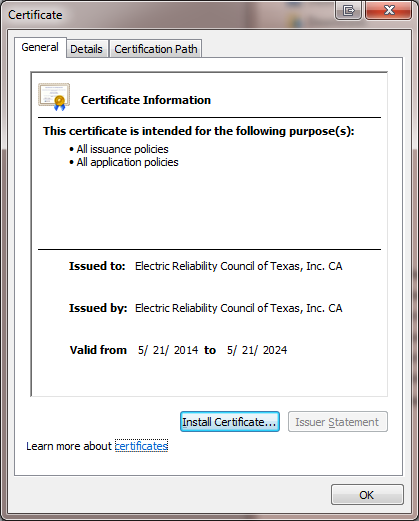 Certificate
General Details Certification Path
Certificate Information
This certificate is intended for the following purpose(s):
• All issuance policies
• All application policies
Issued to: Electric Reliability Council of Texas, Inc. CA
Issued by: Electric Reliability Council of Texas, Inc. CA
Valid from 5/ 21/ 2014 to 5/ 21/ 2024
Install Certificate... Issuer Statement
Learn more about certificates
OK